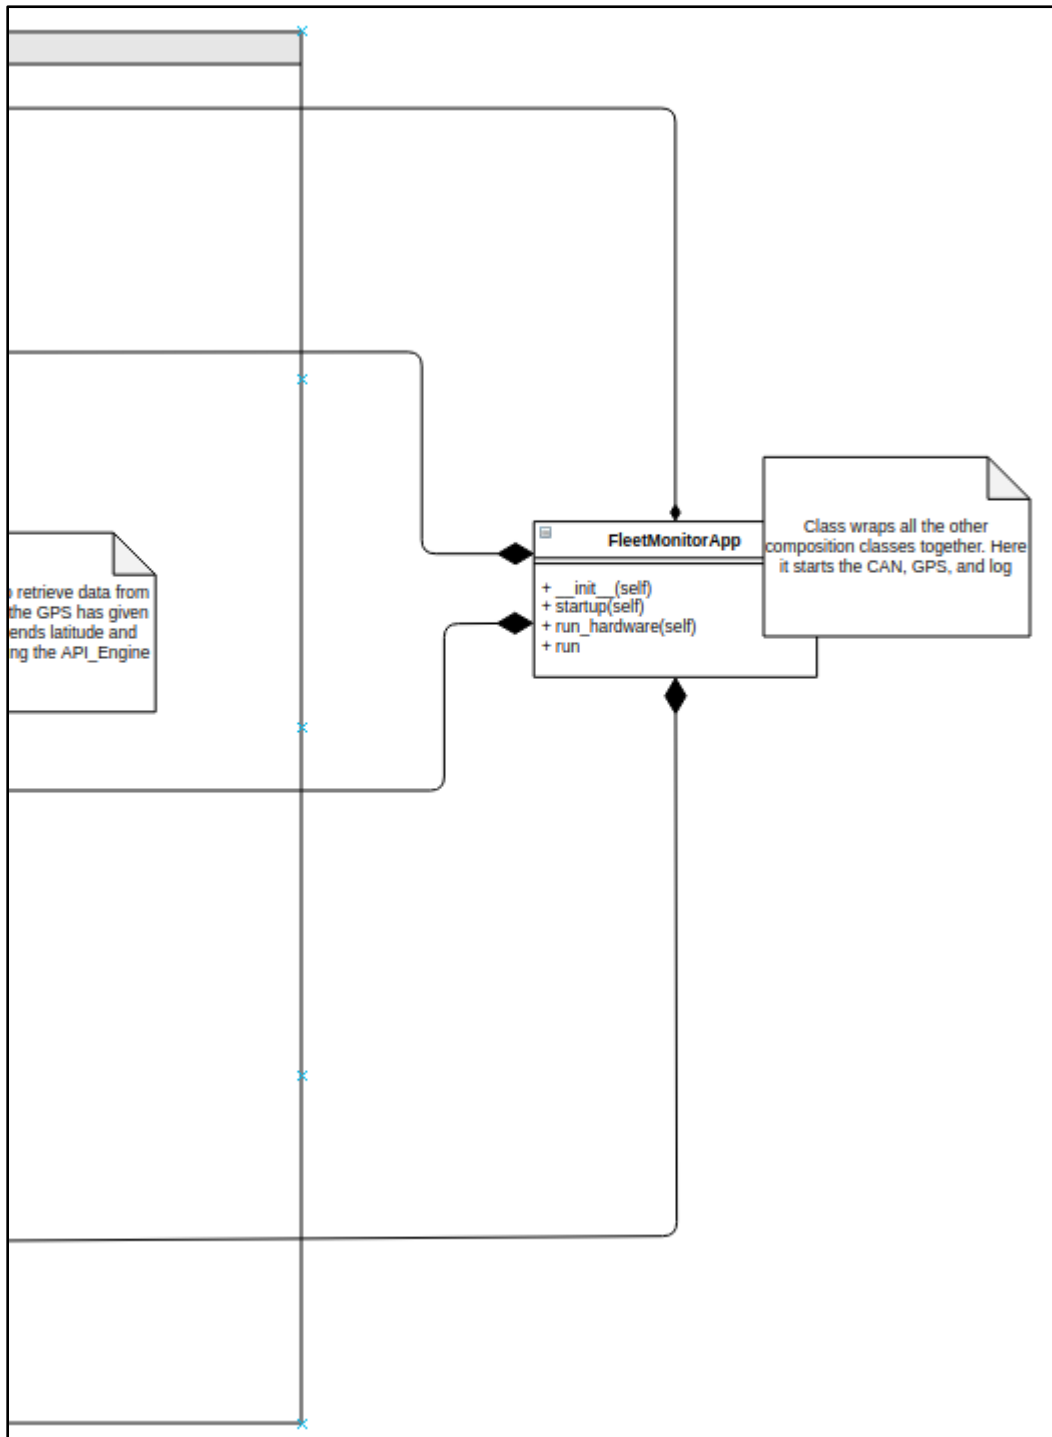 FleetMonitorApp
+ __init__(self)
+ startup(self)
+ run_hardware(self)
+ run
Class wraps all the other
composition classes together. Here
it starts the CAN, GPS, and log
retrieve data from
the GPS has given
ends latitude and
ng the API_Engine